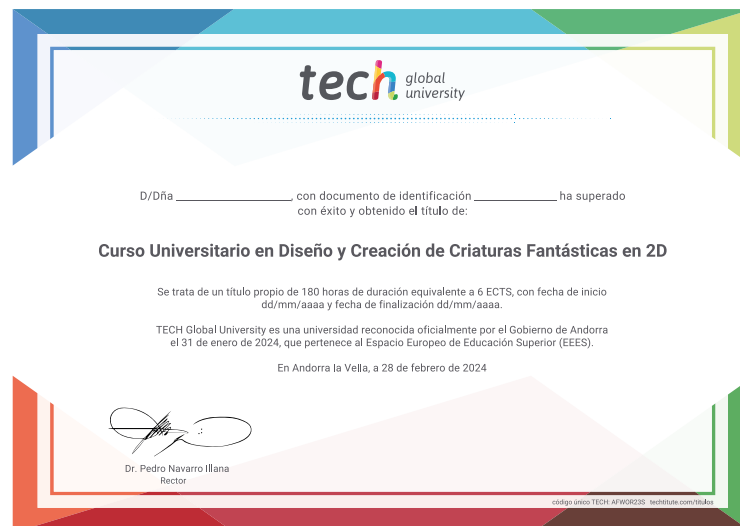 tech global
university
D/Dña ____________________, con documento de identificación ______________ ha superado
con éxito y obtenido el título de:
Curso Universitario en Diseño y Creación de Criaturas Fantásticas en 2D
Se trata de un título propio de 180 horas de duración equivalente a 6 ECTS, con fecha de inicio
dd/mm/aaaa y fecha de finalización dd/mm/aaaa.
TECH Global University es una universidad reconocida oficialmente por el Gobierno de Andorra
el 31 de enero de 2024, que pertenece al Espacio Europeo de Educación Superior (EEES).
En Andorra la Vella, a 28 de febrero de 2024
Dr. Pedro Navarro Illana
Rector
código único TECH: AFWOR23S techtitute.com/titulos